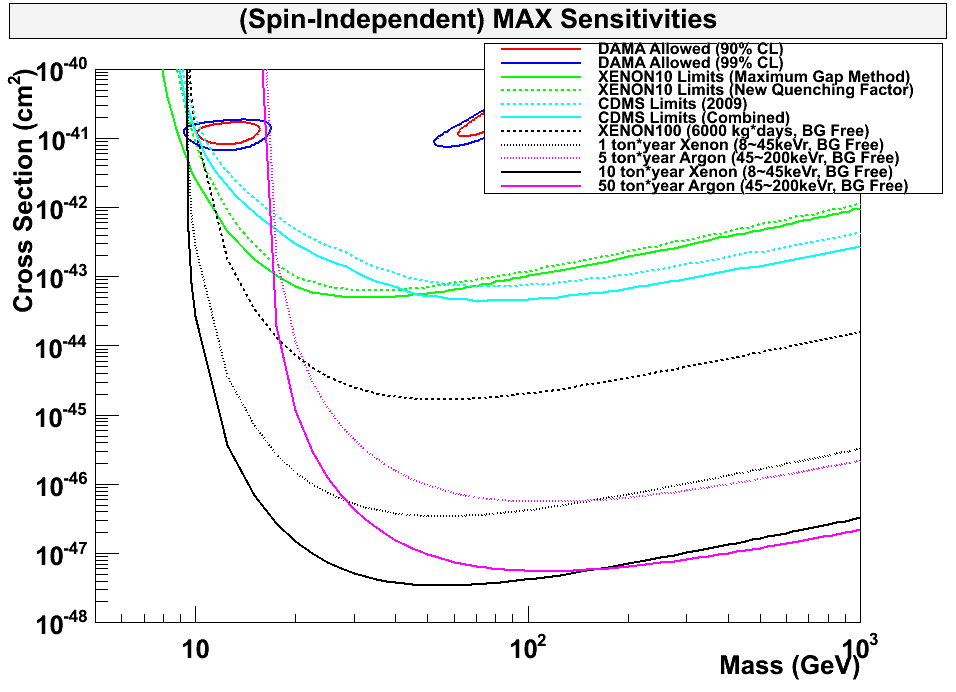 (Spin-Independent) MAX Sensitivities
DAMA Allowed (90% CL)
DAMA Allowed (99% CL)
XENON10 Limits (Maximum Gap Method)
XENON10 Limits (New Quenching Factor)
CDMS Limits (2009)
CDMS Limits (Combined)
XENON100 (6000 kg*days, BG Free)
1 ton*year Xenon (8~45keVr, BG Free)
5 ton*year Argon (45~200keVr, BG Free)
10 ton*year Xenon (8~45keVr, BG Free)
50 ton*year Argon (45~200keVr, BG Free)
Cross Section (cm²)
10⁻⁴⁰
10⁻⁴¹
10⁻⁴²
10⁻⁴³
10⁻⁴⁴
10⁻⁴⁵
10⁻⁴⁶
10⁻⁴⁷
10⁻⁴⁸
10 10² 10³
Mass (GeV)